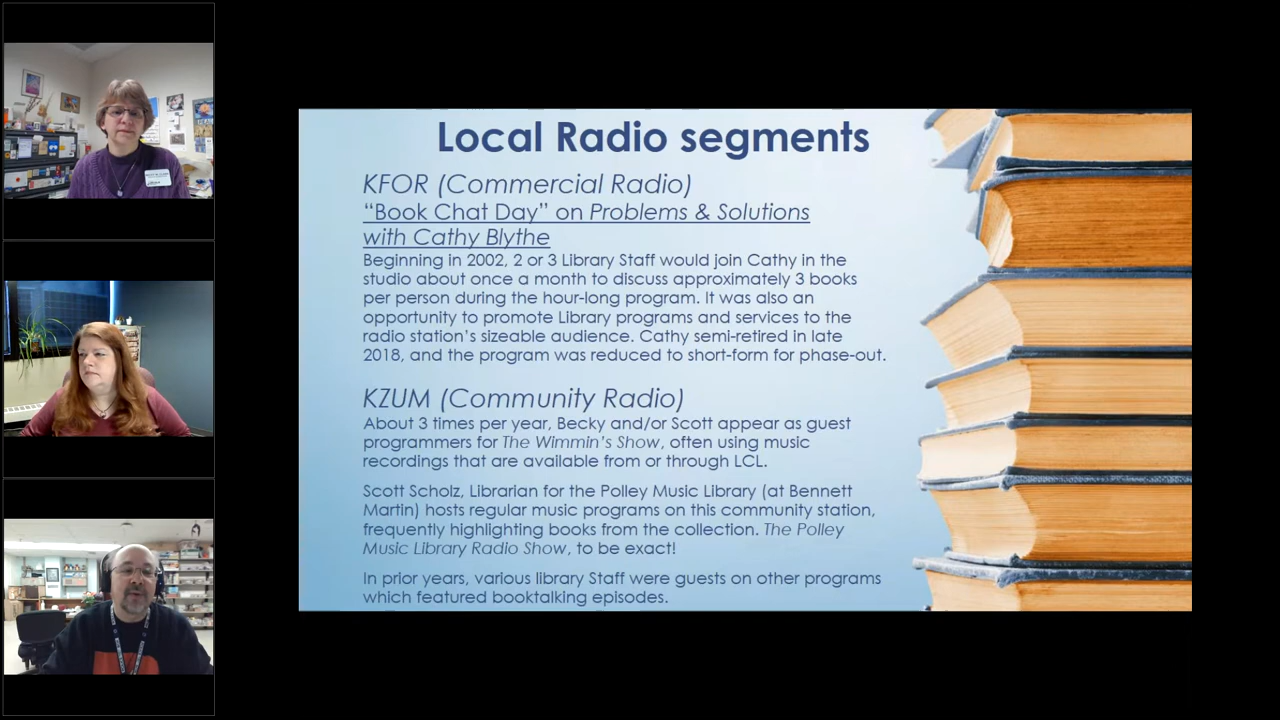 Local Radio segments
KFOR (Commercial Radio)
“Book Chat Day” on Problems & Solutions
with Cathy Blythe
Beginning in 2002, 2 or 3 Library Staff would join Cathy in the
studio about once a month to discuss approximately 3 books
per person during the hour-long program. It was also an
opportunity to promote Library programs and services to the
radio station’s sizeable audience. Cathy semi-retired in late
2018, and the program was reduced to short-form for phase-out.
KZUM (Community Radio)
About 3 times per year, Becky and/or Scott appear as guest
programmers for The Wimmin’s Show, often using music
recordings that are available from or through LCL.
Scott Scholz, Librarian for the Polley Music Library (at Bennett
Martin) hosts regular music programs on this community station,
frequently highlighting books from the collection. The Polley
Music Library Radio Show, to be exact!
In prior years, various library Staff were guests on other programs
which featured booktalking episodes.